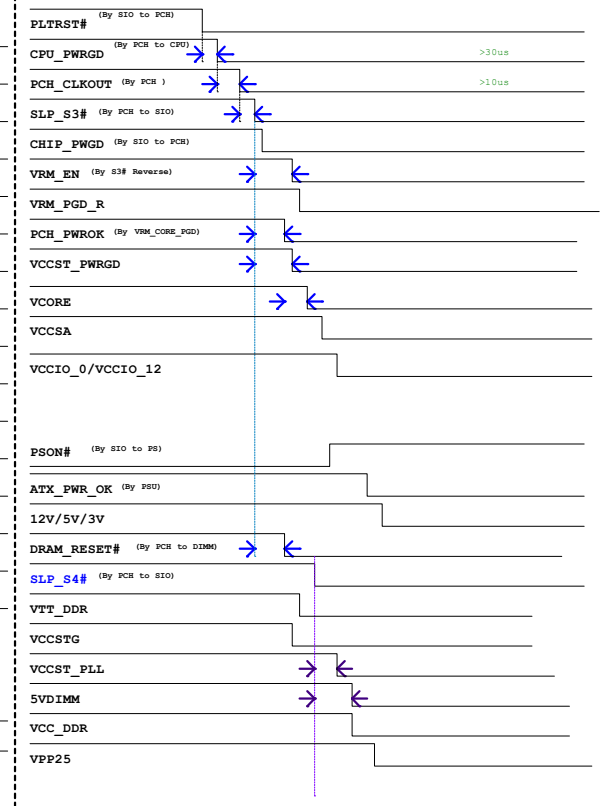 PLTRST# (By SIO to PCH)
CPU_PWRGD (By PCH to CPU) >30us
PCH_CLKOUT (By PCH ) >10us
SLP_S3# (By PCH to SIO)
CHIP_PWGD (By SIO to PCH)
VRM_EN (By S3# Reverse)
VRM_PGD_R
PCH_PWROK (By VRM_CORE_PGD)
VCCST_PWRGD
VCORE
VCCSA
VCCIO_0/VCCIO_12
PSON# (By SIO to PS)
ATX_PWR_OK (By PSU)
12V/5V/3V
DRAM_RESET# (By PCH to DIMM)
SLP_S4# (By PCH to SIO)
VTT_DDR
VCCSTG
VCCST_PLL
5VDIMM
VCC_DDR
VPP25